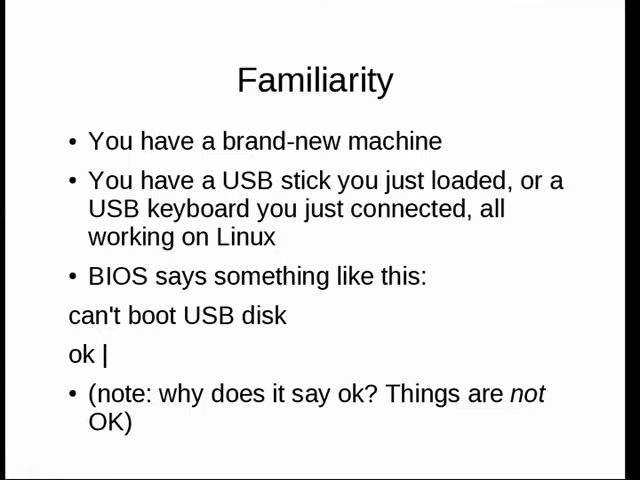 Familiarity
• You have a brand-new machine
• You have a USB stick you just loaded, or a
USB keyboard you just connected, all
working on Linux
• BIOS says something like this:
can't boot USB disk
ok |
• (note: why does it say ok? Things are not
OK)